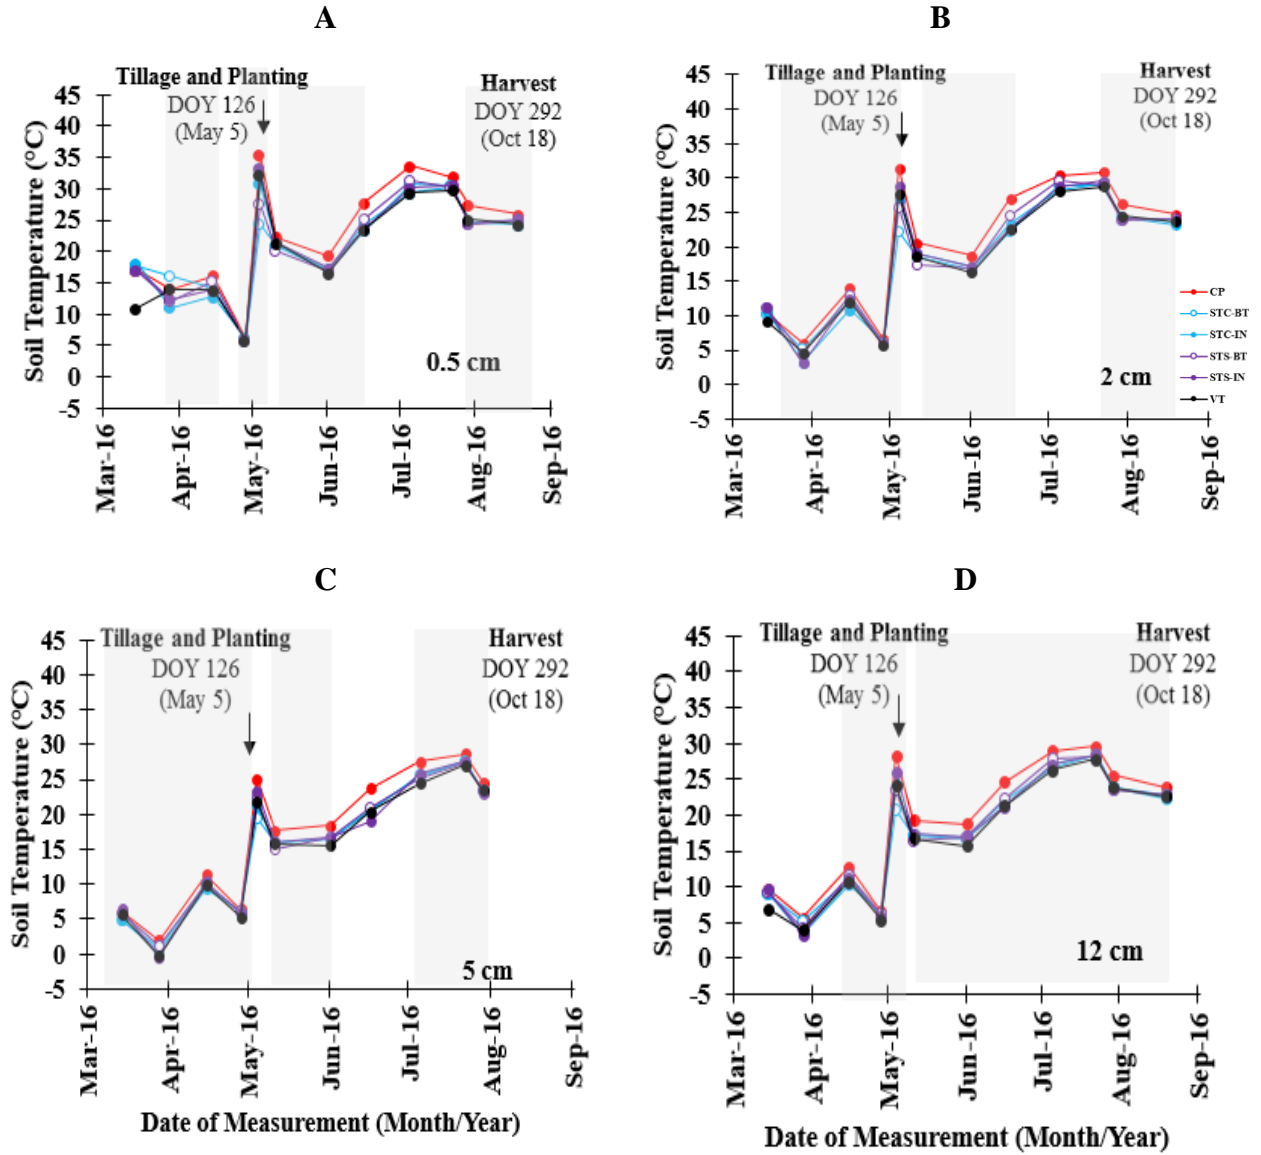 A
Tillage and Planting
DOY 126
(May 5)
Harvest
DOY 292
(Oct 18)
Soil Temperature (°C)
45
40
35
30
25
20
15
10
5
0
-5
0.5 cm
Mar-16
Apr-16
May-16
Jun-16
Jul-16
Aug-16
Sep-16
B
Tillage and Planting
DOY 126
(May 5)
Harvest
DOY 292
(Oct 18)
Soil Temperature (°C)
45
40
35
30
25
20
15
10
5
0
-5
CP
STC-BT
STC-IN
STS-BT
STS-IN
VT
2 cm
Mar-16
Apr-16
May-16
Jun-16
Jul-16
Aug-16
Sep-16
C
Tillage and Planting
DOY 126
(May 5)
Harvest
DOY 292
(Oct 18)
Soil Temperature (°C)
45
40
35
30
25
20
15
10
5
0
-5
5 cm
Mar-16
Apr-16
May-16
Jun-16
Jul-16
Aug-16
Sep-16
Date of Measurement (Month/Year)
D
Tillage and Planting
DOY 126
(May 5)
Harvest
DOY 292
(Oct 18)
Soil Temperature (°C)
45
40
35
30
25
20
15
10
5
0
-5
12 cm
Mar-16
Apr-16
May-16
Jun-16
Jul-16
Aug-16
Sep-16
Date of Measurement (Month/Year)